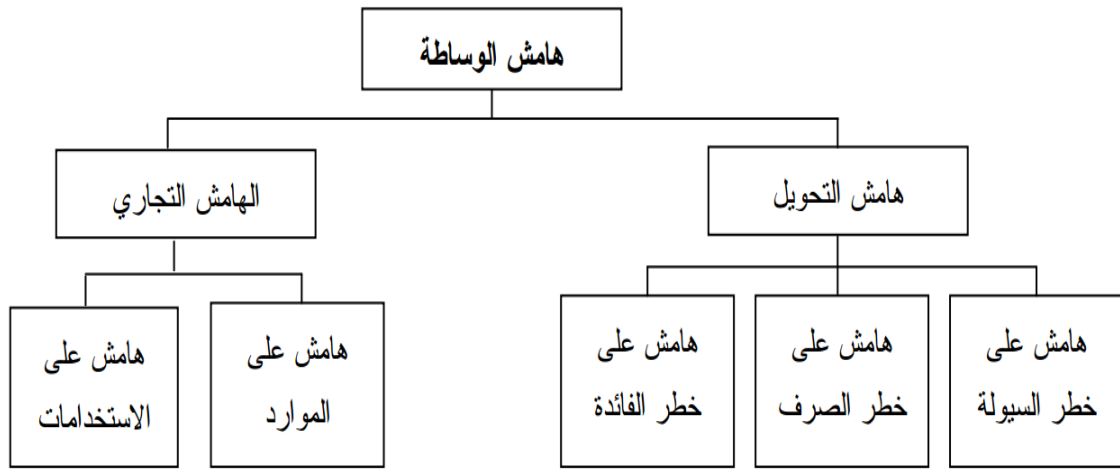 هامش الوساطة
هامش التحويل
الهامش التجاري
هامش على
خطر السيولة
هامش على
خطر الصرف
هامش على
خطر الفائدة
هامش على
الموارد
هامش على
الاستخدامات